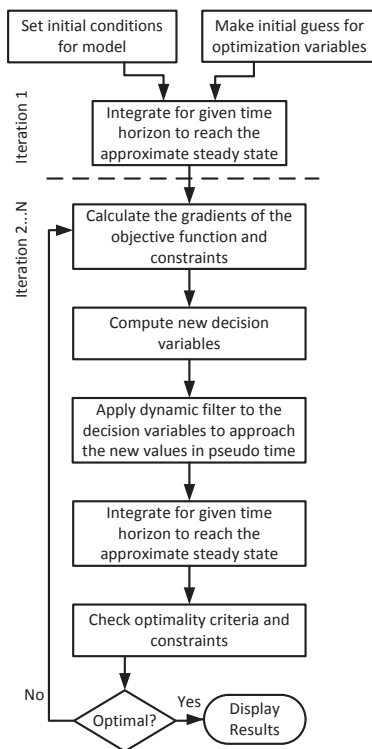 Set initial conditions
for model
Make initial guess for
optimization variables
Iteration 1
Integrate for given time
horizon to reach the
approximate steady state
Iteration 2...N
Calculate the gradients of the
objective function and
constraints
Compute new decision
variables
Apply dynamic filter to the
decision variables to approach
the new values in pseudo time
Integrate for given time
horizon to reach the
approximate steady state
Check optimality criteria and
constraints
No
Optimal?
Yes
Display
Results